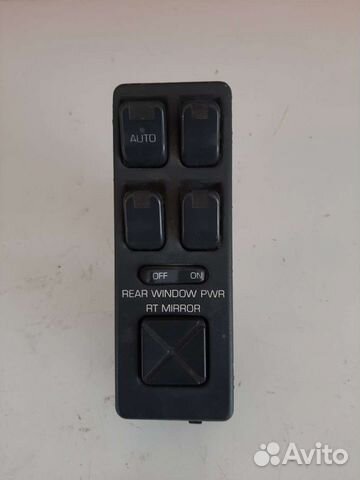 AUTO
OFF ON
REAR WINDOW PWR
RT MIRROR
Avito